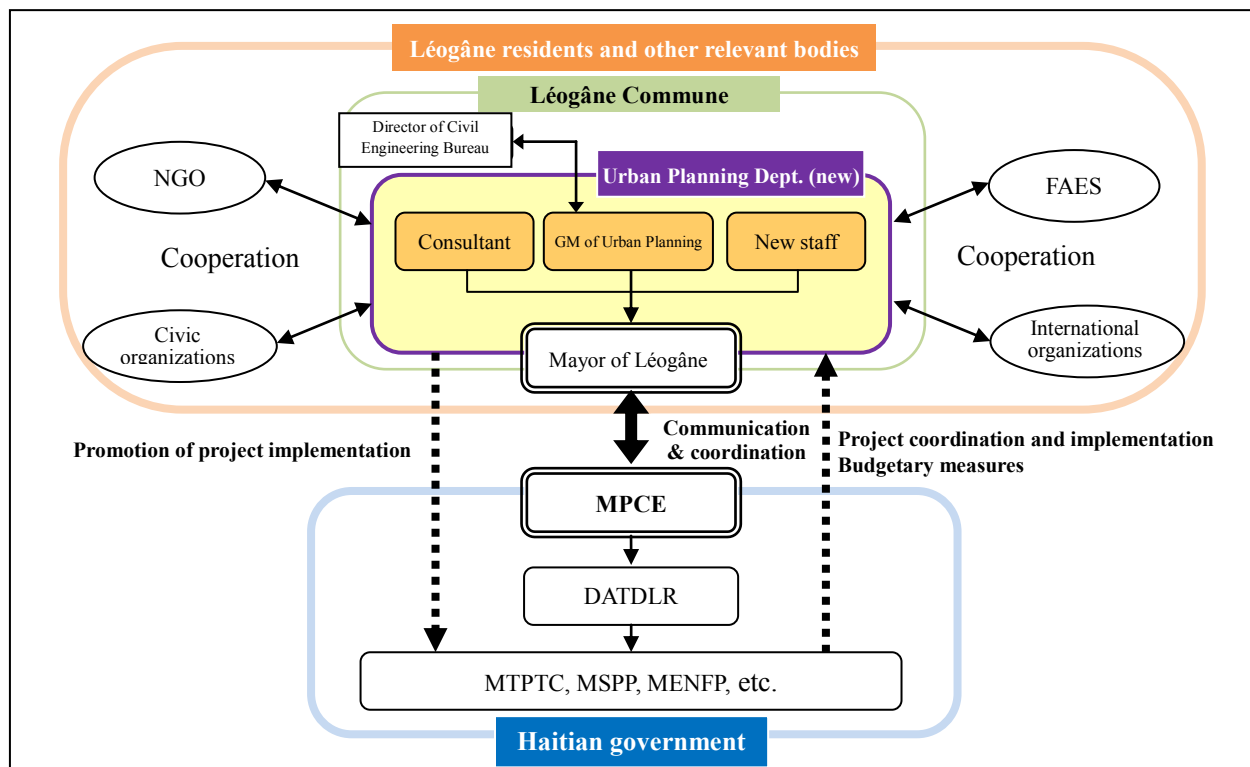 Léogâne residents and other relevant bodies
Léogâne Commune
Director of Civil
Engineering Bureau
Urban Planning Dept. (new)
NGO
FAES
Consultant
GM of Urban Planning
New staff
Cooperation
Cooperation
Civic
organizations
International
organizations
Mayor of Léogâne
Promotion of project implementation
Communication
& coordination
Project coordination and implementation
Budgetary measures
MPCE
DATDLR
MTPTC, MSPP, MENFP, etc.
Haitian government